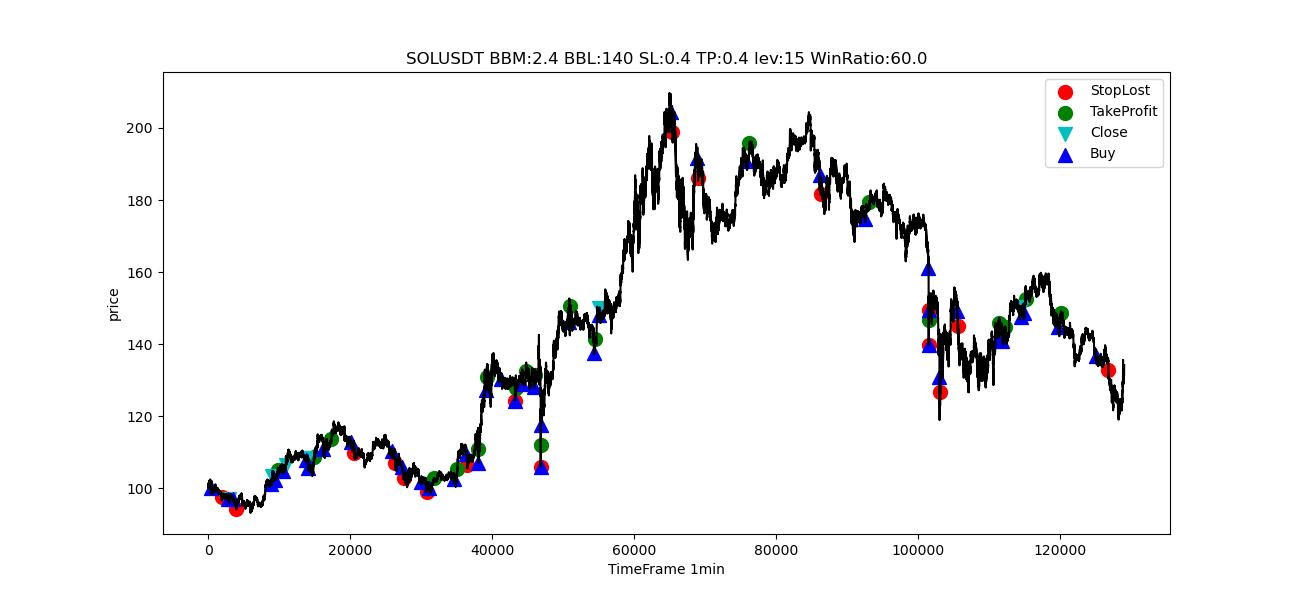 SOLUSDT BBM:2.4 BBL:140 SL:0.4 TP:0.4 lev:15 WinRatio:60.0
StopLost
TakeProfit
Close
Buy
price
200
180
160
140
120
100
0 20000 40000 60000 80000 100000 120000
TimeFrame 1min